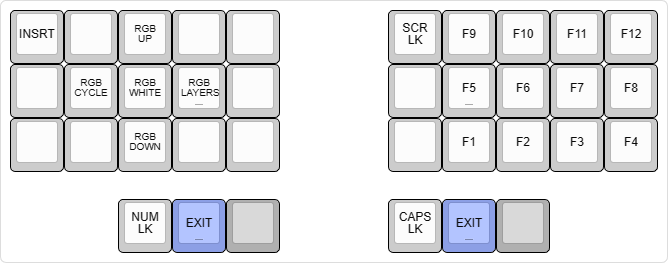 INSRT
RGB
UP
SCR
LK
F9
F10
F11
F12
RGB
CYCLE
RGB
WHITE
RGB
LAYERS
_
F5
_
F6
F7
F8
RGB
DOWN
F1
F2
F3
F4
NUM
LK
EXIT
_
CAPS
LK
EXIT
_